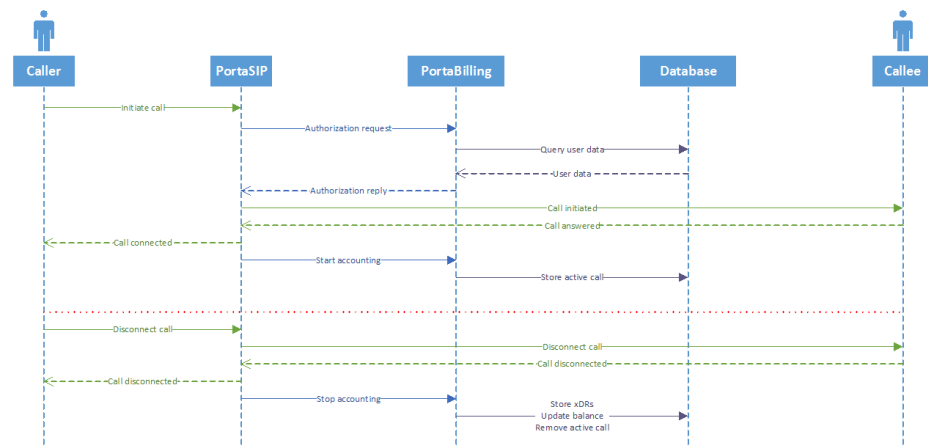 Caller
PortaSIP
PortaBilling
Database
Callee
Initiate call
Authorization request
Query user data
User data
Authorization reply
Call initiated
Call answered
Call connected
Start accounting
Store active call
Disconnect call
Disconnect call
Call disconnected
Call disconnected
Stop accounting
Store xDRs
Update balance
Remove active call